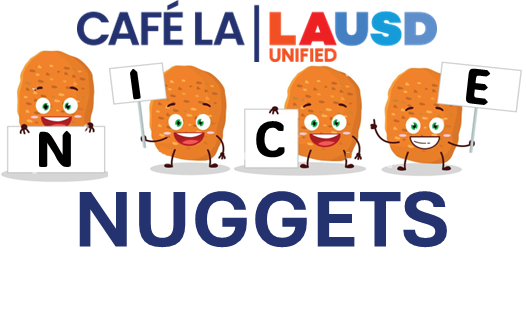 CAFÉ LA | LAUSD
UNIFIED
N I C E
NUGGETS